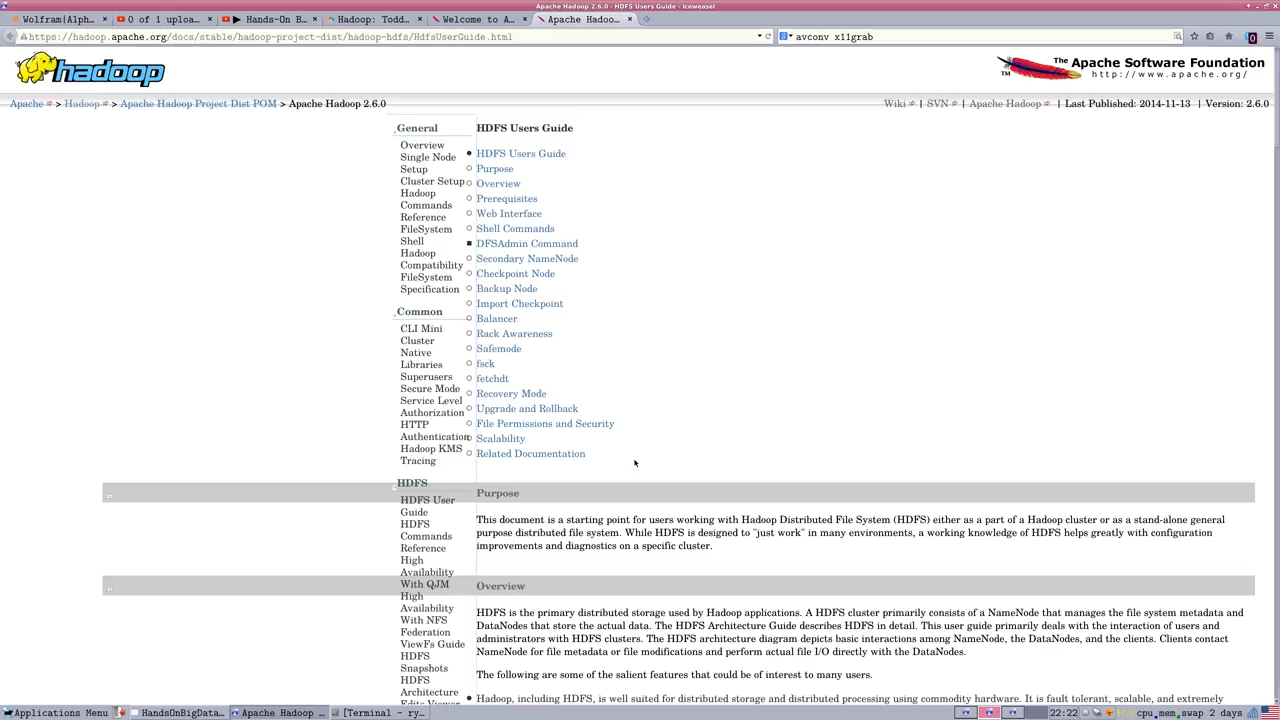 Apache Hadoop 2.6.0 - HDFS Users Guide - Iceweasel
Wolfram|Alph...
0 of 1 uploa...
▶ Hands-On B...
Hadoop: Todd...
Welcome to A...
Apache Hadoo...
https://hadoop.apache.org/docs/stable/hadoop-project-dist/hadoop-hdfs/HdfsUserGuide.html
avconv x11grab
hadoop
The Apache Software Foundation
http://www.apache.org/
TM
Apache > Hadoop > Apache Hadoop Project Dist POM > Apache Hadoop 2.6.0
Wiki | SVN | Apache Hadoop | Last Published: 2014-11-13 | Version: 2.6.0
General
Overview
Single Node
Setup
Cluster Setup
Hadoop
Commands
Reference
FileSystem
Shell
Hadoop
Compatibility
FileSystem
Specification
Common
CLI Mini
Cluster
Native
Libraries
Superusers
Secure Mode
Service Level
Authorization
HTTP
Authentication
Hadoop KMS
Tracing
HDFS
HDFS User
Guide
HDFS
Commands
Reference
High
Availability
With QJM
High
Availability
With NFS
Federation
ViewFs Guide
HDFS
Snapshots
HDFS
Architecture
Edits Viewer
HDFS Users Guide
HDFS Users Guide
Purpose
Overview
Prerequisites
Web Interface
Shell Commands
DFSAdmin Command
Secondary NameNode
Checkpoint Node
Backup Node
Import Checkpoint
Balancer
Rack Awareness
Safemode
fsck
fetchdt
Recovery Mode
Upgrade and Rollback
File Permissions and Security
Scalability
Related Documentation
Purpose
This document is a starting point for users working with Hadoop Distributed File System (HDFS) either as a part of a Hadoop cluster or as a stand-alone general
purpose distributed file system. While HDFS is designed to "just work" in many environments, a working knowledge of HDFS helps greatly with configuration
improvements and diagnostics on a specific cluster.
Overview
HDFS is the primary distributed storage used by Hadoop applications. A HDFS cluster primarily consists of a NameNode that manages the file system metadata and
DataNodes that store the actual data. The HDFS Architecture Guide describes HDFS in detail. This user guide primarily deals with the interaction of users and
administrators with HDFS clusters. The HDFS architecture diagram depicts basic interactions among NameNode, the DataNodes, and the clients. Clients contact
NameNode for file metadata or file modifications and perform actual file I/O directly with the DataNodes.
The following are some of the salient features that could be of interest to many users.
Hadoop, including HDFS, is well suited for distributed storage and distributed processing using commodity hardware. It is fault tolerant, scalable, and extremely
Applications Menu
HandsOnBigData...
Apache Hadoop ...
[Terminal - ry...
22:22
cpu
mem
swap
2 days